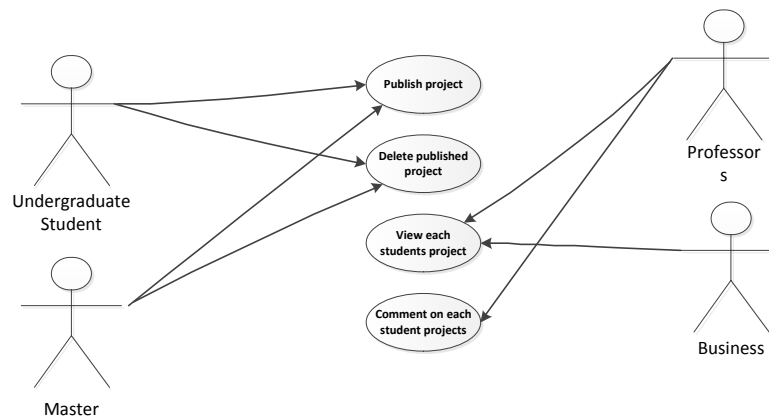 Publish project
Delete published
project
View each
students project
Comment on each
student projects
Undergraduate
Student
Master
Professor
s
Business